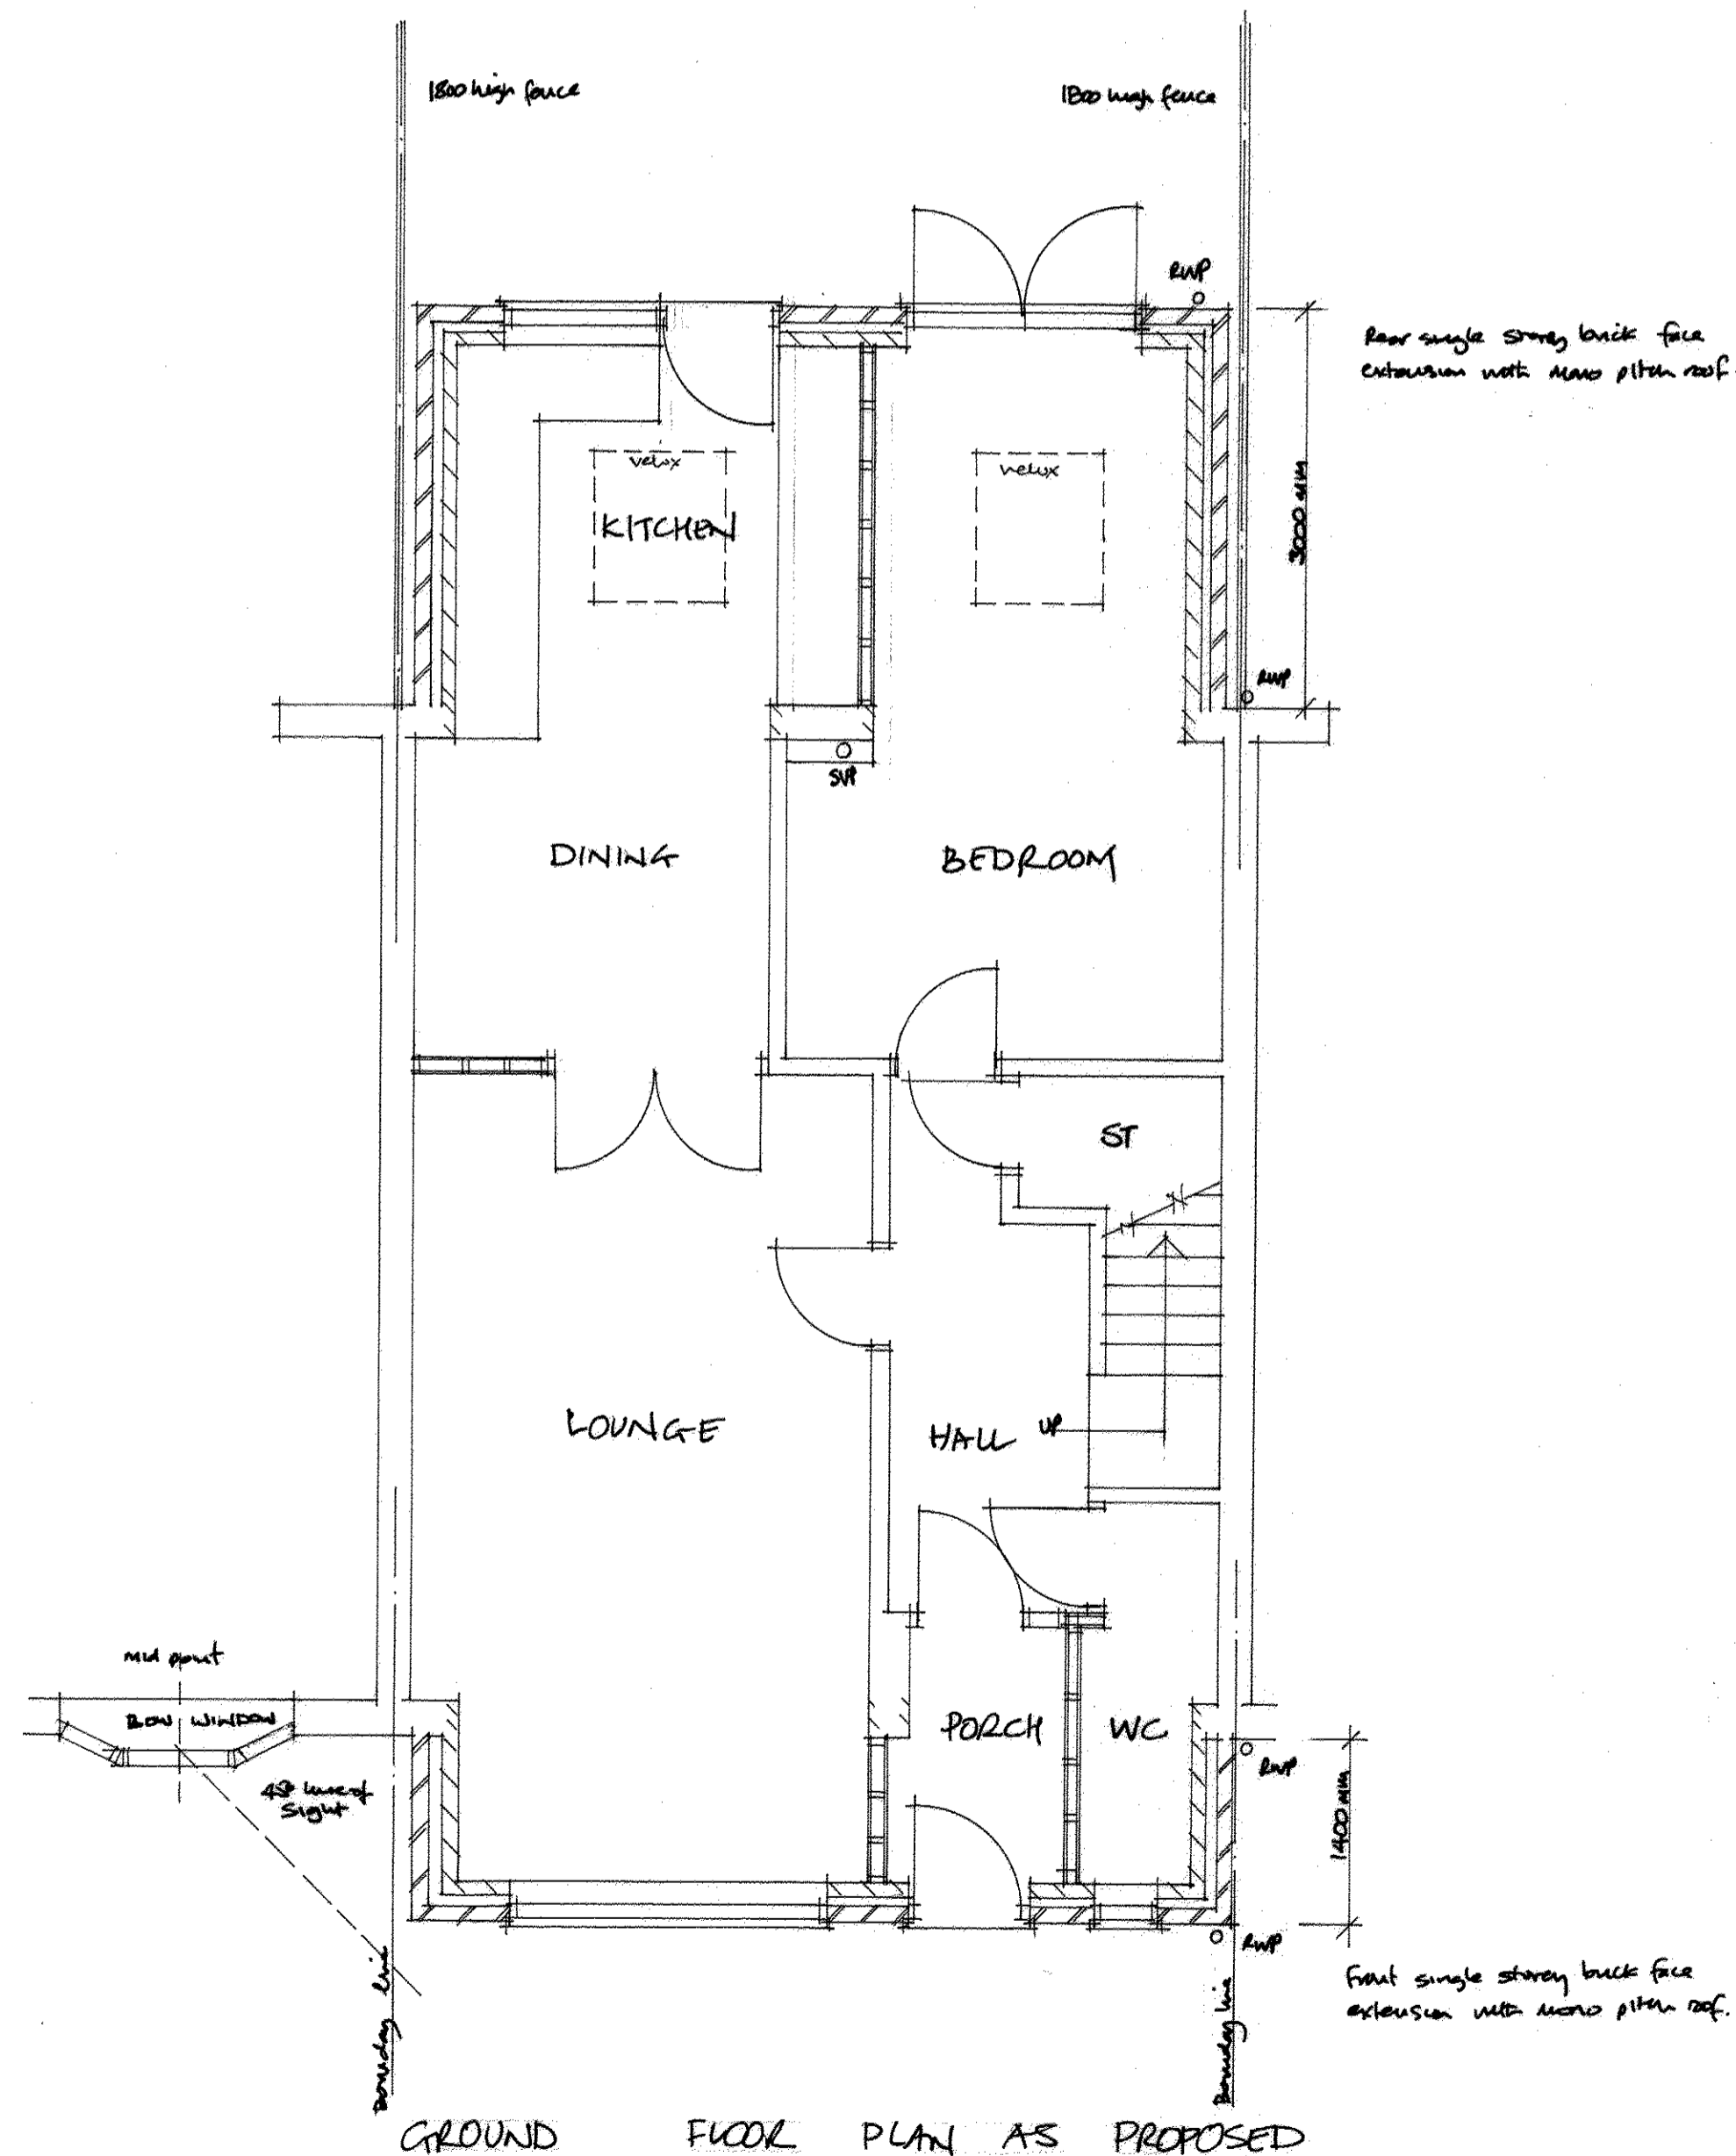 1800 high fence
1800 high fence
RWP
Rear single storey brick face
extension with mono pitch roof.
velux
velux
KITCHEN
3000 MM
RWP
SVP
DINING
BEDROOM
ST
LOUNGE
HALL
UP
mid point
BOW WINDOW
PORCH
WC
45° line of
sight
RWP
1400 MM
RWP
Front single storey brick face
extension with mono pitch roof.
Boundary line
Boundary line
GROUND FLOOR PLAN AS PROPOSED